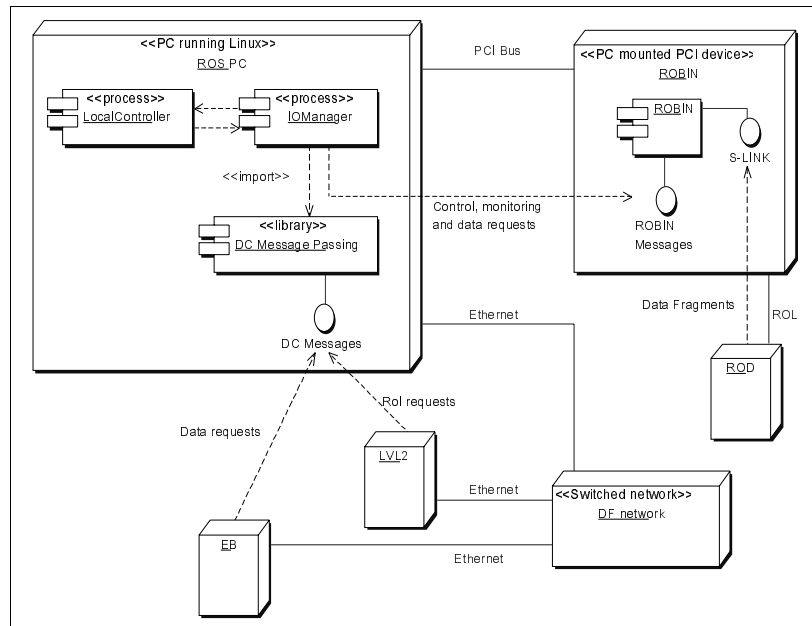 <<PC running Linux>>
ROS PC
<<process>>
LocalController
<<process>>
IOManager
<<import>>
<<library>>
DC Message Passing
DC Messages
PCI Bus
<<PC mounted PCI device>>
ROBIN
ROBIN
S-LINK
ROBIN
Messages
Control, monitoring
and data requests
Data Fragments
ROL
ROD
Ethernet
Data requests
RoI requests
LVL2
Ethernet
<<Switched network>>
DF network
EB
Ethernet